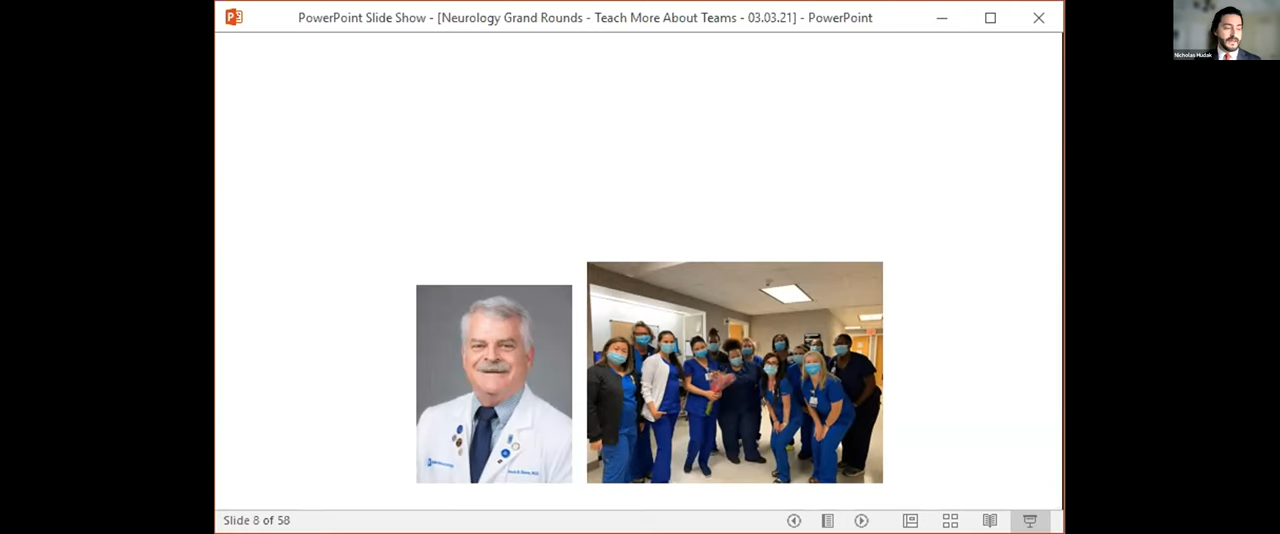 PowerPoint Slide Show - [Neurology Grand Rounds - Teach More About Teams - 03.03.21] - PowerPoint
Nicholas Hudak
Slide 8 of 58